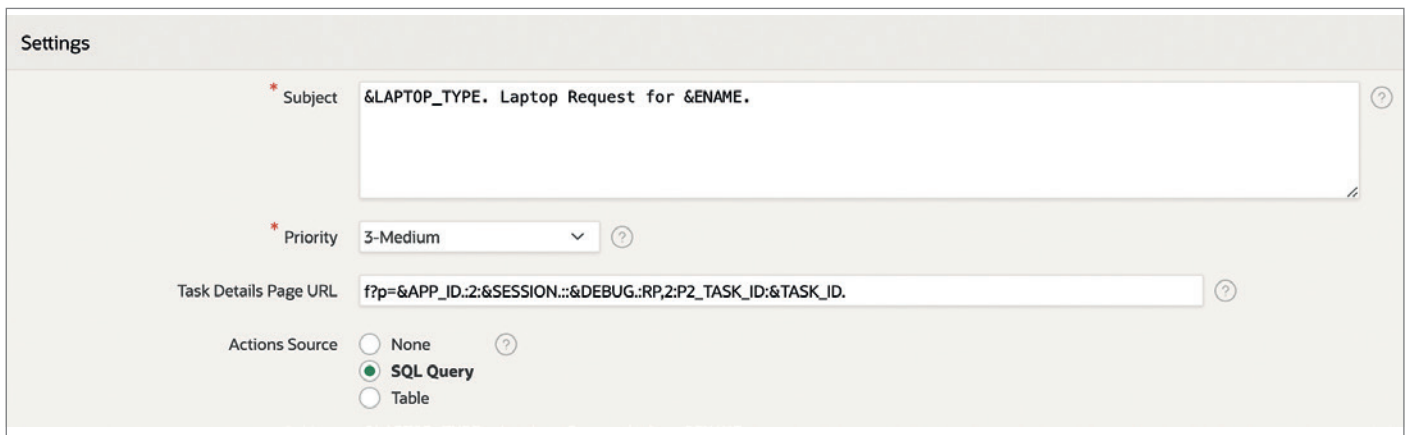 Settings
* Subject &LAPTOP_TYPE. Laptop Request for &ENAME. ?
* Priority 3-Medium ?
Task Details Page URL f?p=&APP_ID.:2:&SESSION.::&DEBUG.:RP,2:P2_TASK_ID:&TASK_ID. ?
Actions Source None ?
SQL Query
Table